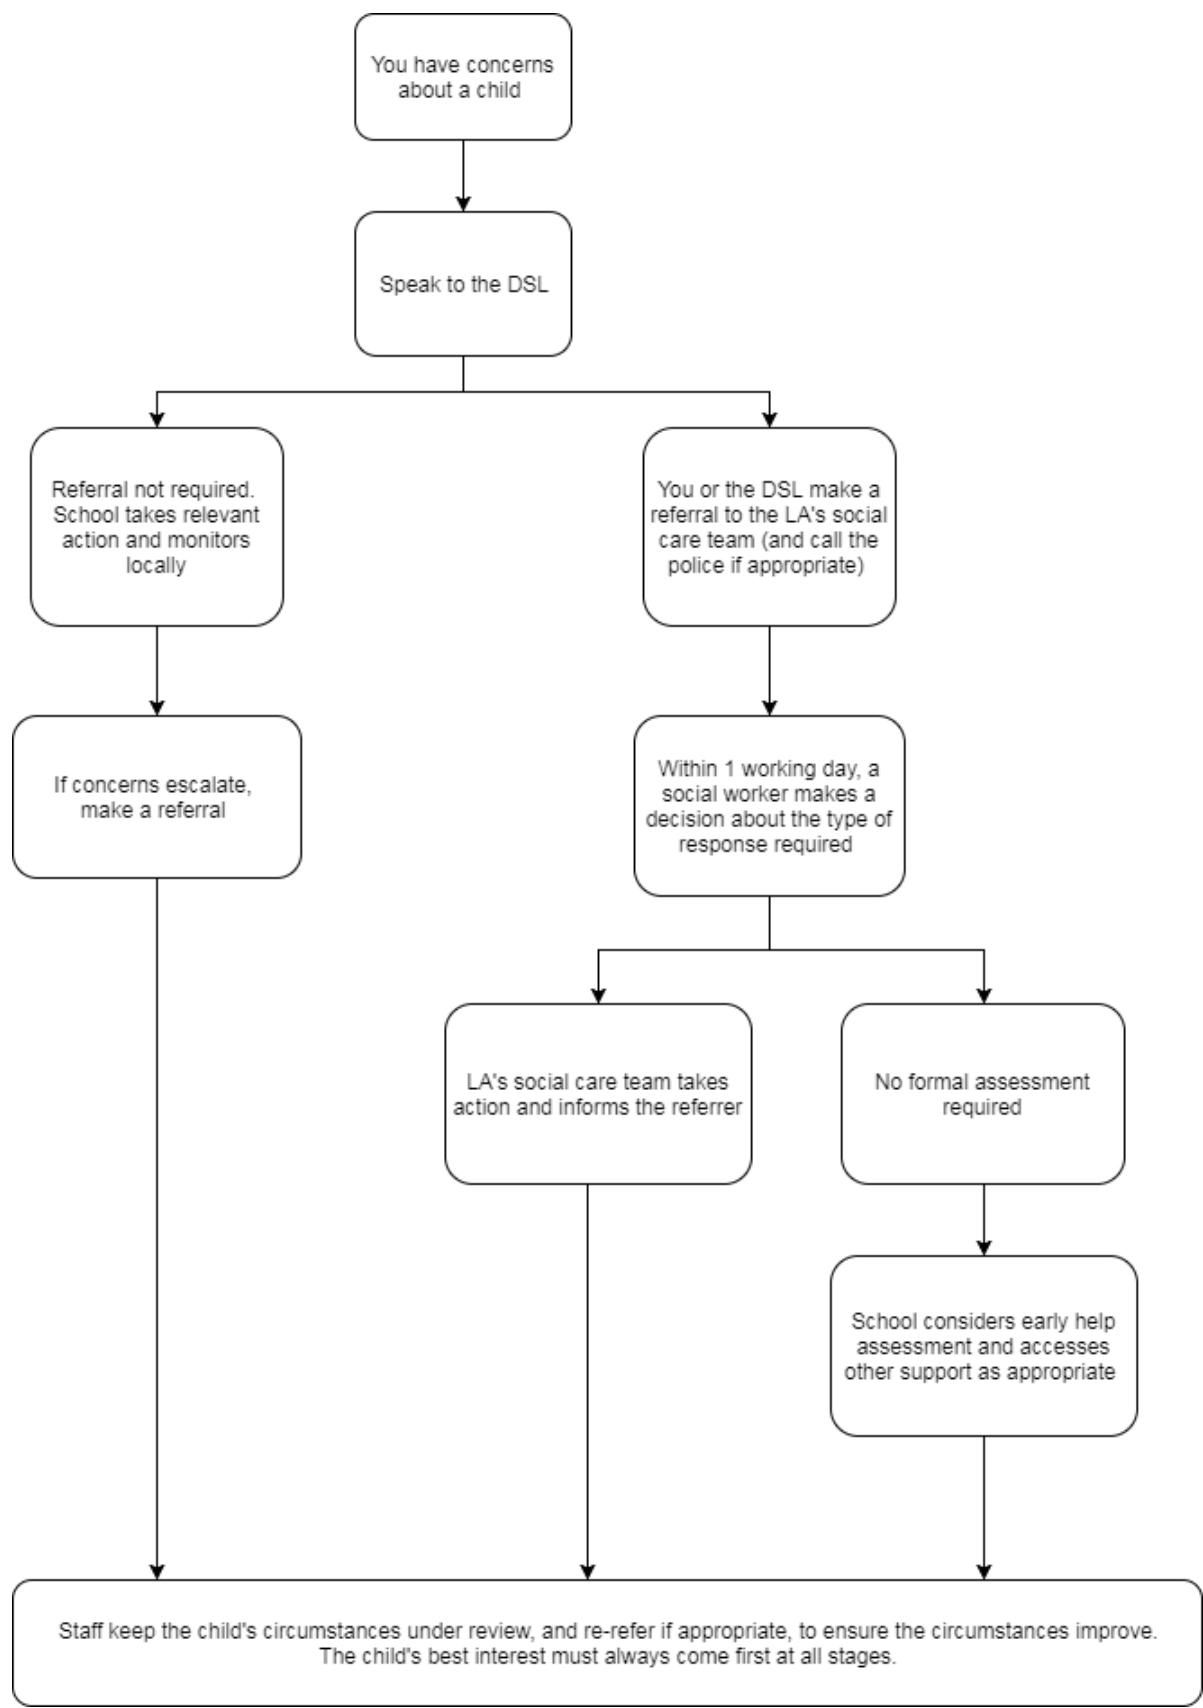 You have concerns
about a child
Speak to the DSL
Referral not required.
School takes relevant
action and monitors
locally
You or the DSL make a
referral to the LA's social
care team (and call the
police if appropriate)
If concerns escalate,
make a referral
Within 1 working day, a
social worker makes a
decision about the type of
response required
LA's social care team takes
action and informs the referrer
No formal assessment
required
School considers early help
assessment and accesses
other support as appropriate
Staff keep the child's circumstances under review, and re-refer if appropriate, to ensure the circumstances improve.
The child's best interest must always come first at all stages.